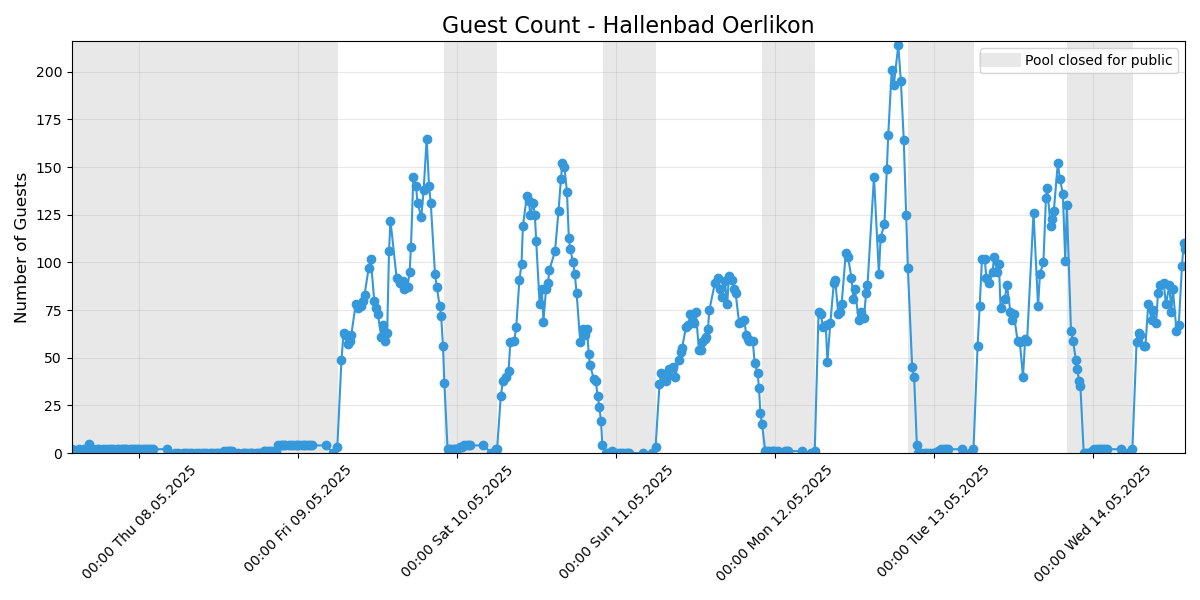 Guest Count - Hallenbad Oerlikon
Pool closed for public
Number of Guests
200
175
150
125
100
75
50
25
0
00:00 Thu 08.05.2025
00:00 Fri 09.05.2025
00:00 Sat 10.05.2025
00:00 Sun 11.05.2025
00:00 Mon 12.05.2025
00:00 Tue 13.05.2025
00:00 Wed 14.05.2025